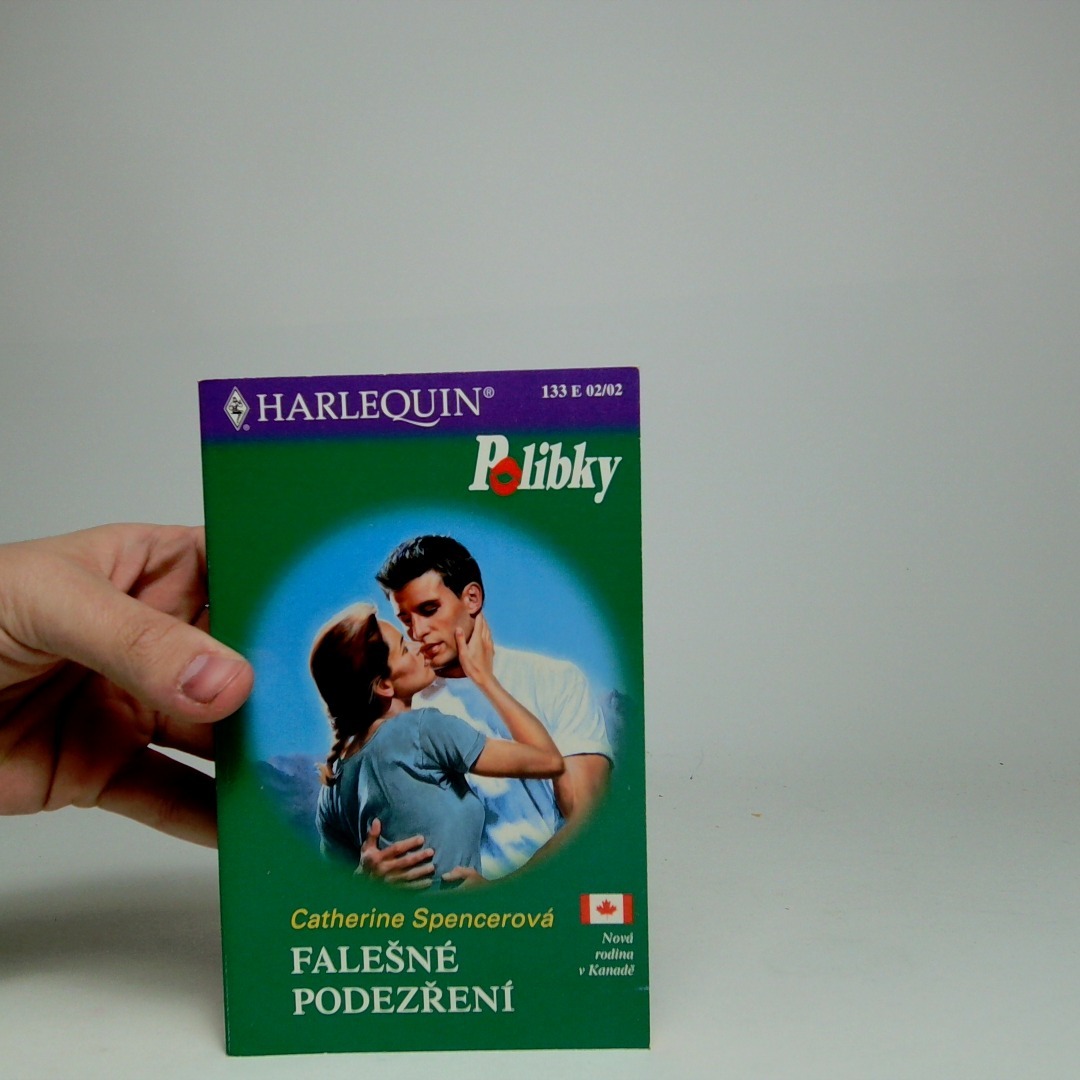 HARLEQUIN® 133 E 02/02
Polibky
Catherine Spencerová
FALEŠNÉ
PODEZŘENÍ
Nová
rodina
v Kanadě